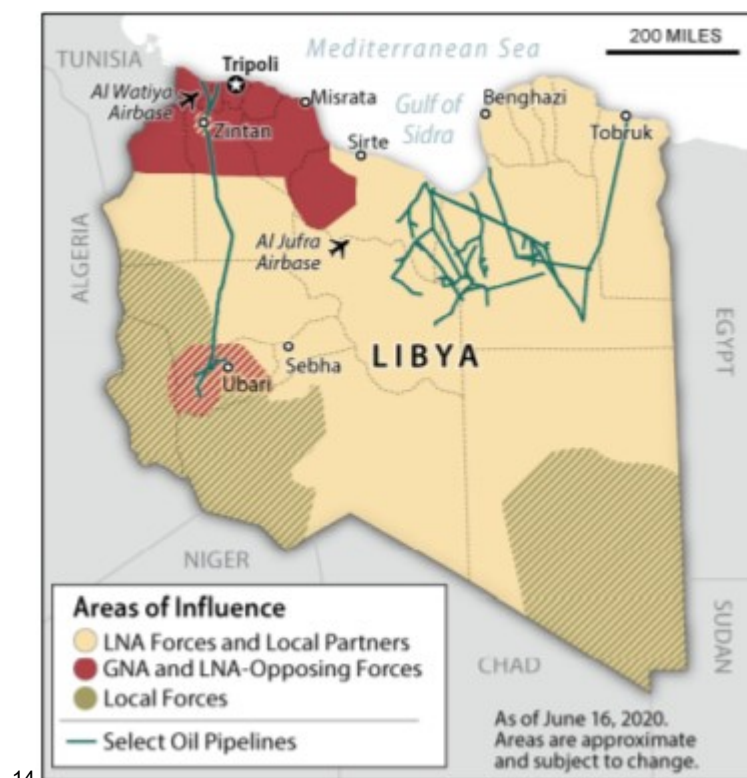 TUNISIA
Mediterranean Sea
200 MILES
Tripoli
Al Watiya
Airbase
Misrata
Gulf of
Sidra
Benghazi
Tobruk
Zintan
Sirte
ALGERIA
Al Jufra
Airbase
EGYPT
LIBYA
Sebha
Ubari
NIGER
Areas of Influence
LNA Forces and Local Partners
GNA and LNA-Opposing Forces
Local Forces
Select Oil Pipelines
CHAD
SUDAN
As of June 16, 2020.
Areas are approximate
and subject to change.
14